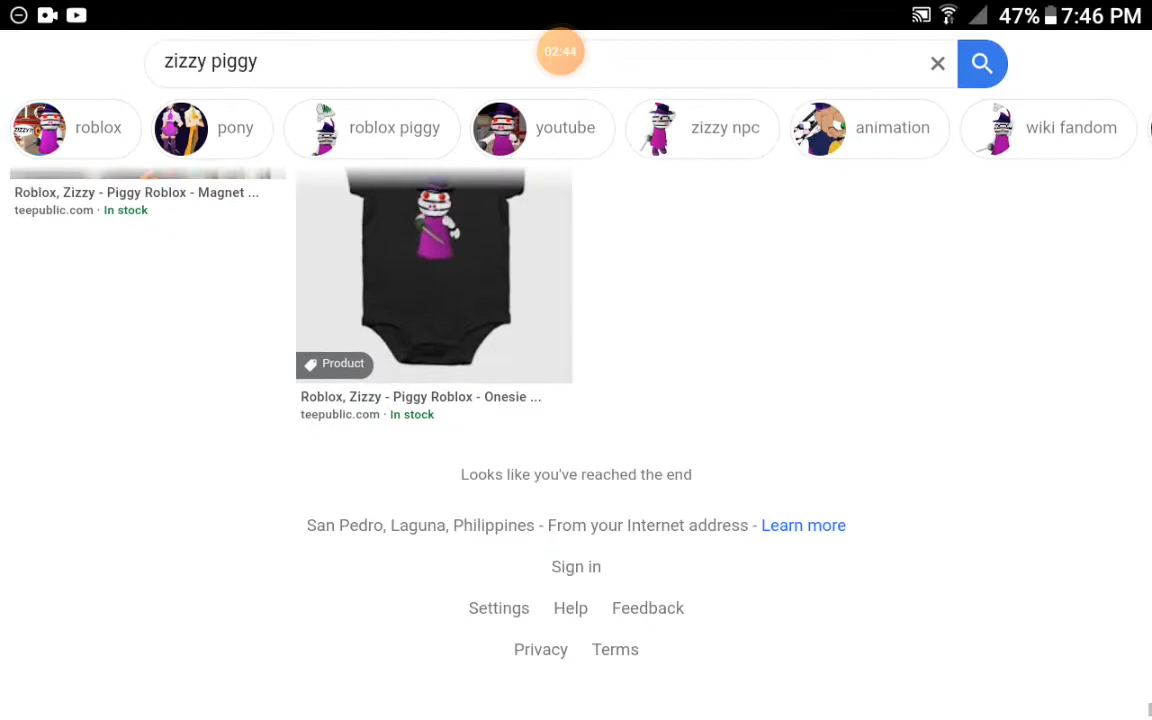 47% 7:46 PM
02:44
zizzy piggy
roblox
pony
roblox piggy
youtube
zizzy npc
animation
wiki fandom
Roblox, Zizzy - Piggy Roblox - Magnet ...
teepublic.com · In stock
Product
Roblox, Zizzy - Piggy Roblox - Onesie ...
teepublic.com · In stock
Looks like you've reached the end
San Pedro, Laguna, Philippines - From your Internet address - Learn more
Sign in
Settings Help Feedback
Privacy Terms